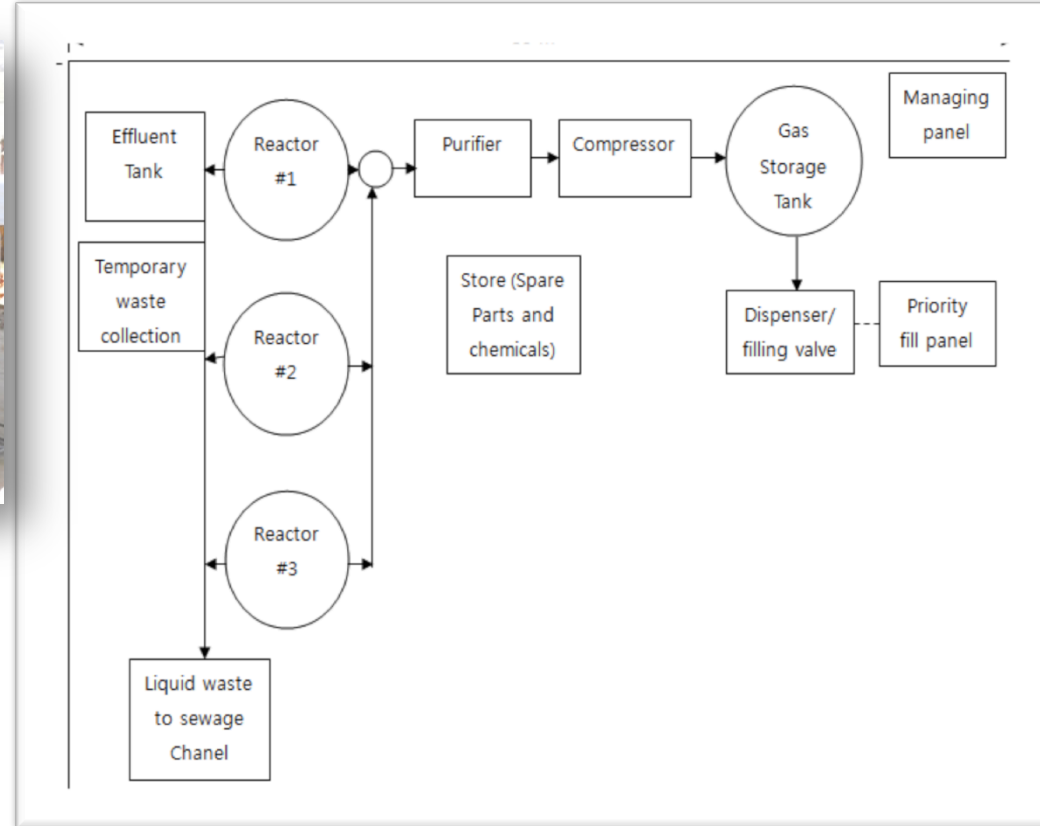 Managing
panel
Effluent
Tank
Reactor
#1
Purifier
Compressor
Gas
Storage
Tank
Temporary
waste
collection
Store (Spare
Parts and
chemicals)
Reactor
#2
Dispenser/
filling valve
Priority
fill panel
Reactor
#3
Liquid waste
to sewage
Chanel